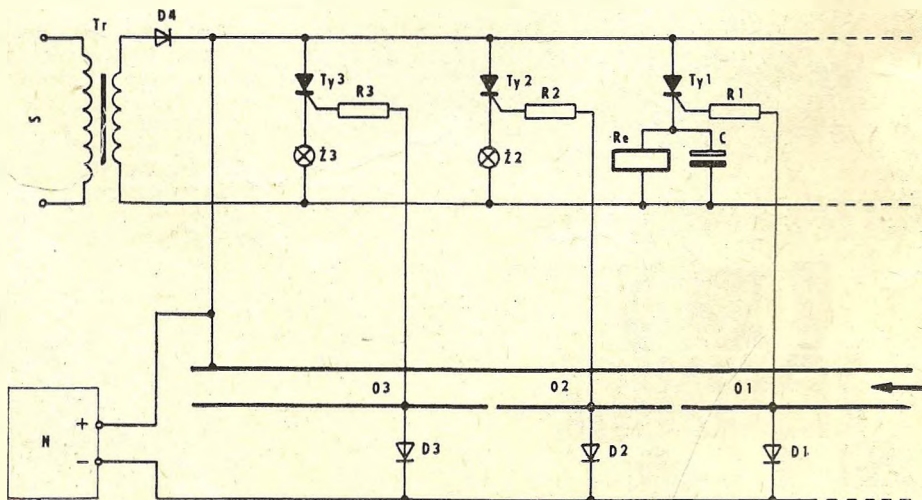 Tr
D4
S
Ty3
R3
Ž3
Ty2
R2
Ž2
Ty1
R1
Re
C
O3
O2
O1
N
+
-
D3
D2
D1